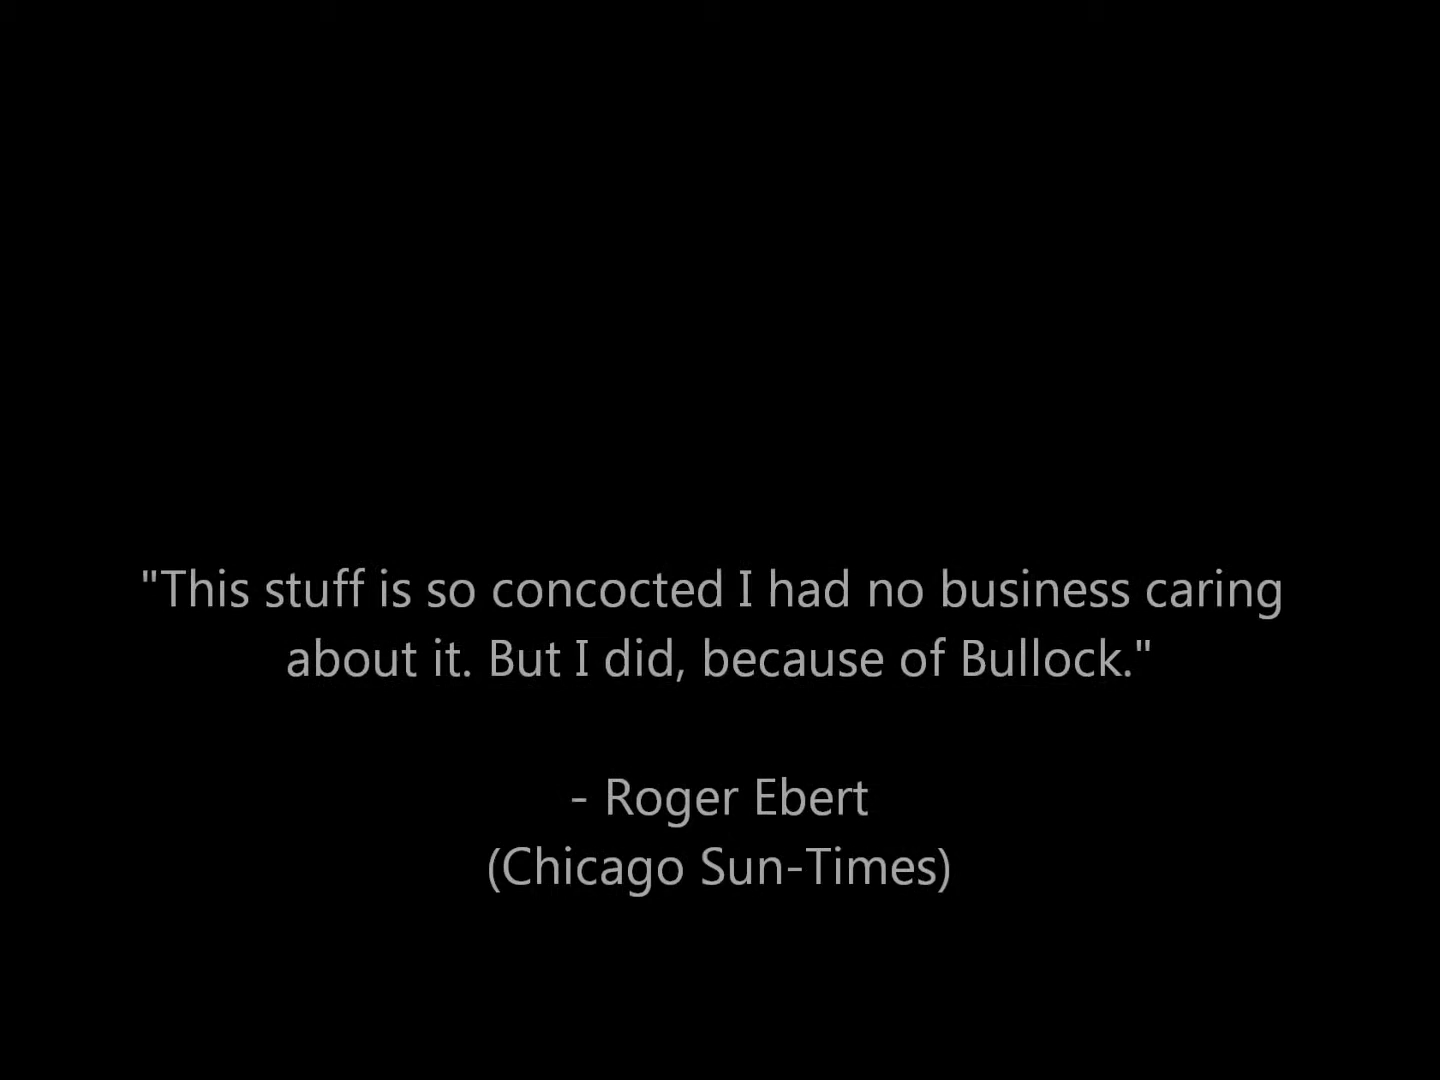 "This stuff is so concocted I had no business caring
about it. But I did, because of Bullock."
- Roger Ebert
(Chicago Sun-Times)